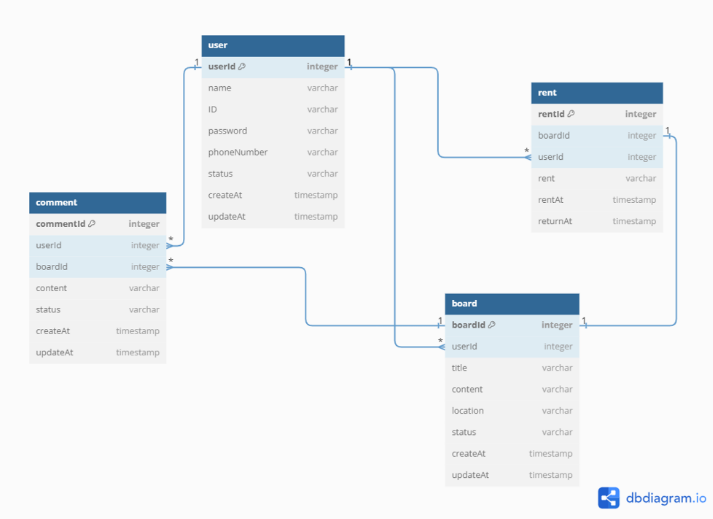 user
userId integer
name varchar
ID varchar
password varchar
phoneNumber varchar
status varchar
createAt timestamp
updateAt timestamp
1
1
rent
rentId integer
boardId integer
userId integer
rent varchar
rentAt timestamp
returnAt timestamp
1
*
comment
commentId integer
userId integer
boardId integer
content varchar
status varchar
createAt timestamp
updateAt timestamp
*
*
board
boardId integer
userId integer
title varchar
content varchar
location varchar
status varchar
createAt timestamp
updateAt timestamp
1
1
*
dbdiagram.io